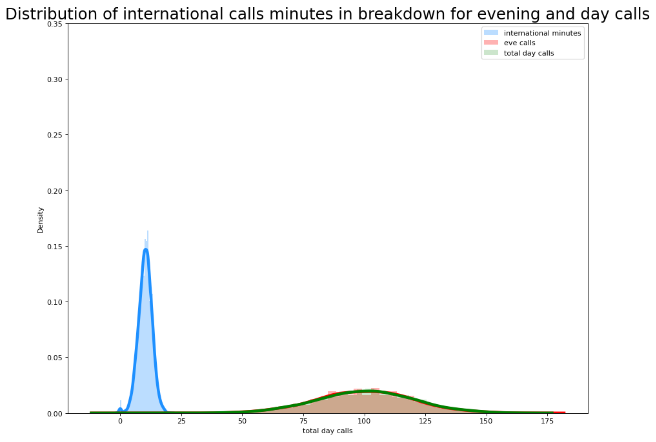 Distribution of international calls minutes in breakdown for evening and day calls
international minutes
eve calls
total day calls
0.35
0.30
0.25
0.20
0.15
0.10
0.05
0.00
Density
0 25 50 75 100 125 150 175
total day calls